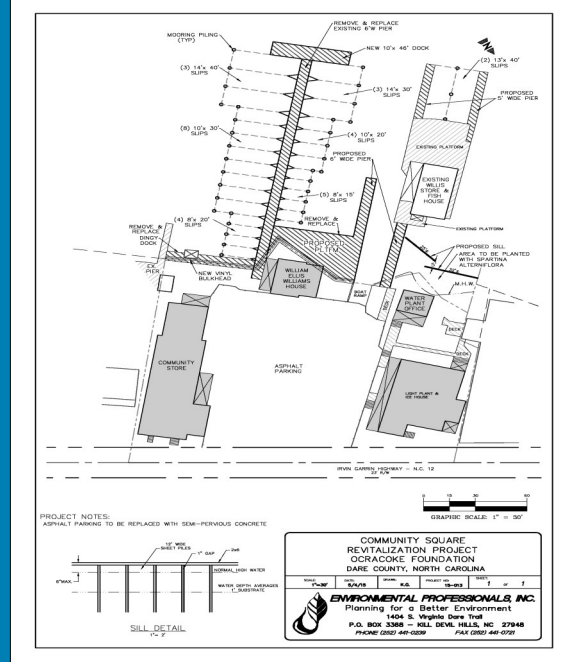 REMOVE & REPLACE
EXISTING 6'W PIER
MOORING PILING
(TYP)
NEW 10'x 46' DOCK
(2) 13'x 40'
SLIPS
(3) 14'x 40'
SLIPS
(3) 14'x 30'
SLIPS
PROPOSED
5' WIDE PIER
(8) 10'x 30'
SLIPS
(4) 10'x 20'
SLIPS
EXISTING PLATFORM
PROPOSED
6' WIDE PIER
EXISTING
WILLIS
STORE &
FISH
HOUSE
(5) 8'x 15'
SLIPS
(4) 8'x 20'
SLIPS
REMOVE &
REPLACE
EXISTING PLATFORM
REMOVE &
REPLACE
DINGY
DOCK
PROPOSED
PLTFM
PROPOSED SILL
AREA TO BE PLANTED
WITH SPARTINA
ALTERNIFLORA
EX.
PIER
NEW VINYL
BULKHEAD
WILLIAM
ELLIS
WILLIAMS
HOUSE
M.H.W.
BOAT
RAMP
DECK
WATER
PLANT
OFFICE
DECK
DECK
COMMUNITY
STORE
ASPHALT
PARKING
LIGHT PLANT &
ICE HOUSE
IRVIN GARRIN HIGHWAY - N.C. 12
0 15 30 60
GRAPHIC SCALE: 1" = 30'
PROJECT NOTES:
ASPHALT PARKING TO BE REPLACED WITH SEMI-PERVIOUS CONCRETE
SHEET PILES
1" GAP
2x6
NORMAL HIGH WATER
6"MAX.
WATER DEPTH AVERAGES
1' SUBSTRATE
SILL DETAIL
1"= 2'
COMMUNITY SQUARE
REVITALIZATION PROJECT
OCRACOKE FOUNDATION
DARE COUNTY, NORTH CAROLINA
SCALE: 1"=30' DATE: 5/4/15 DRAWN: K.G. PROJECT NO: 15-013 SHEET: 1 OF 1
ENVIRONMENTAL PROFESSIONALS, INC.
Planning for a Better Environment
1404 S. Virginia Dare Trail
P.O. BOX 3368 – KILL DEVIL HILLS, NC 27948
PHONE (252) 441-0239 FAX (252) 441-0721